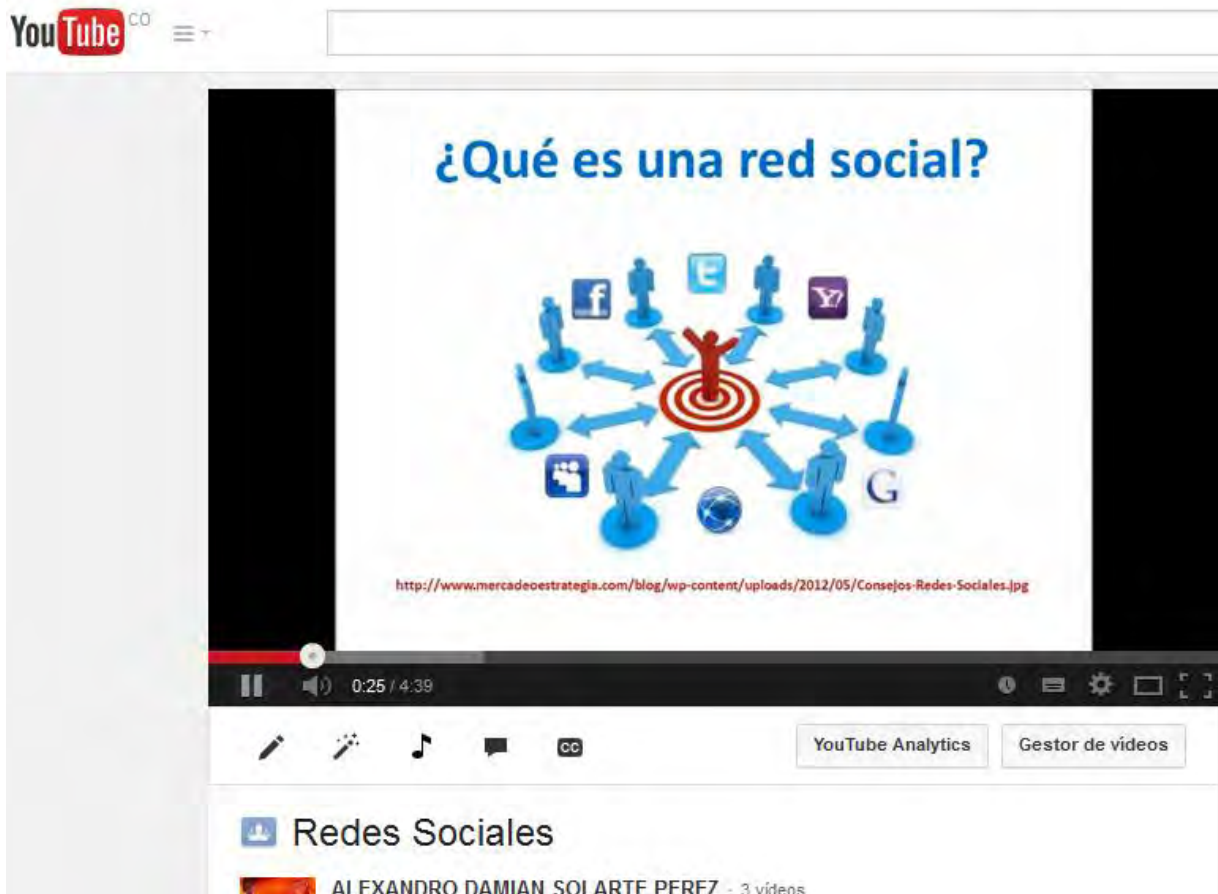 YouTube CO
¿Qué es una red social?
f
t
Y!
G
http://www.mercadeoestrategia.com/blog/wp-content/uploads/2012/05/Consejos-Redes-Sociales.jpg
0:25 / 4:39
CC
YouTube Analytics
Gestor de vídeos
Redes Sociales
ALEXANDRO DAMIAN SOLARTE PEREZ - 3 vídeos